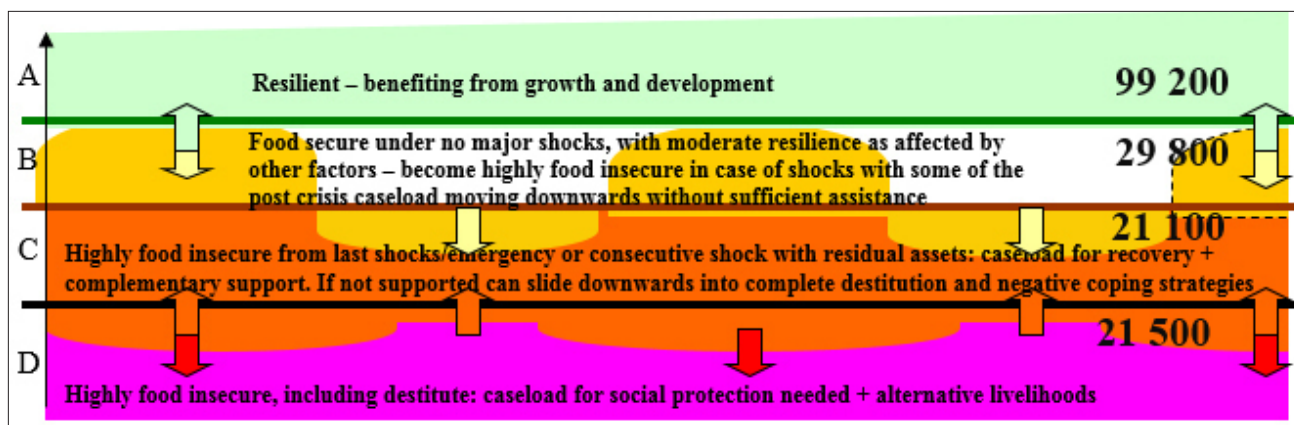 A
Resilient – benefiting from growth and development
99 200
B
Food secure under no major shocks, with moderate resilience as affected by
other factors – become highly food insecure in case of shocks with some of the
post crisis caseload moving downwards without sufficient assistance
29 800
C
21 100
Highly food insecure from last shocks/emergency or consecutive shock with residual assets: caseload for recovery +
complementary support. If not supported can slide downwards into complete destitution and negative coping strategies
D
21 500
Highly food insecure, including destitute: caseload for social protection needed + alternative livelihoods